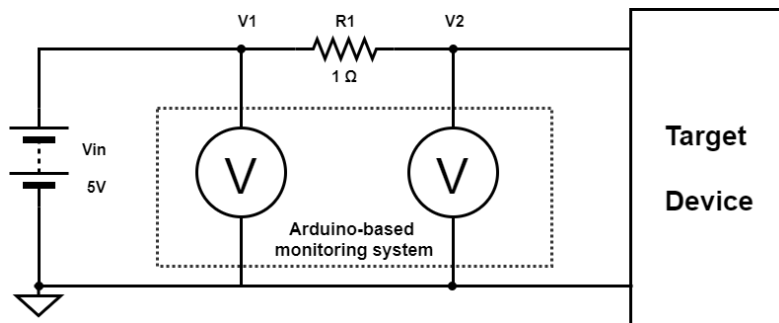 V1
R1
V2
1 Ω
Vin
5V
V
V
Arduino-based
monitoring system
Target
Device